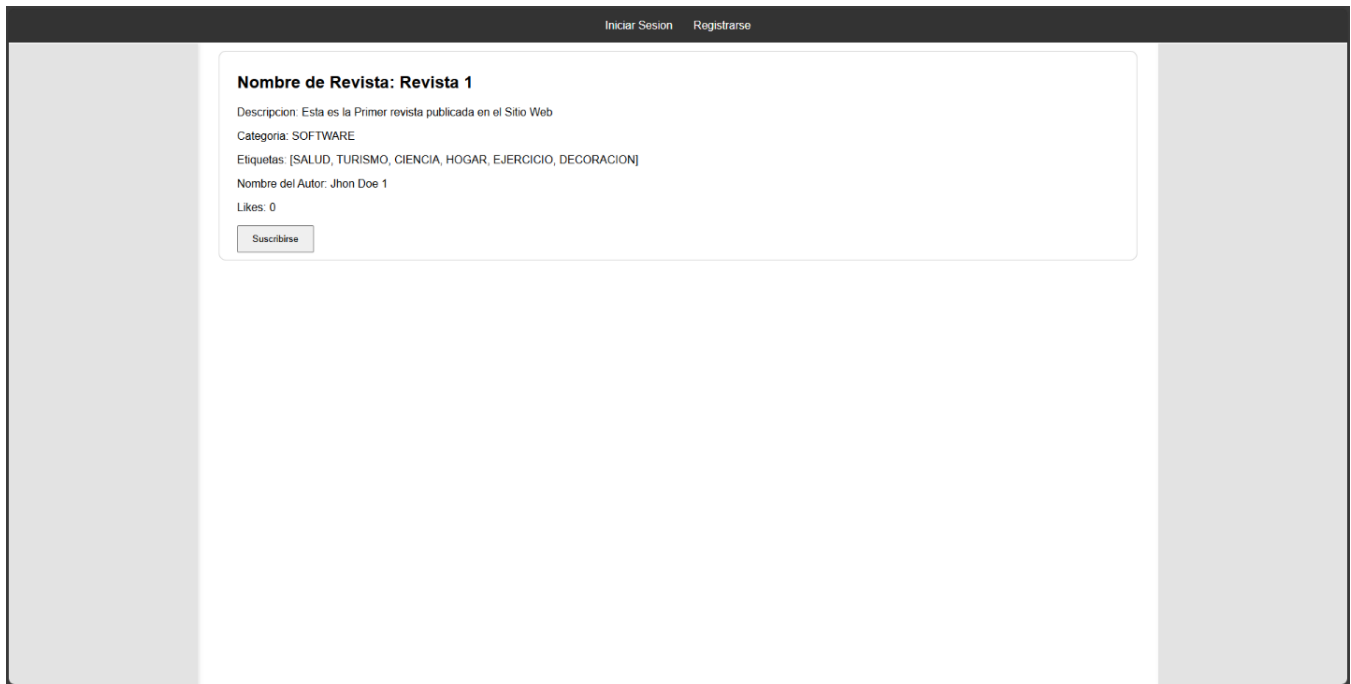 Iniciar Sesion Registrarse
Nombre de Revista: Revista 1
Descripcion: Esta es la Primer revista publicada en el Sitio Web
Categoria: SOFTWARE
Etiquetas: [SALUD, TURISMO, CIENCIA, HOGAR, EJERCICIO, DECORACION]
Nombre del Autor: Jhon Doe 1
Likes: 0
Suscribirse